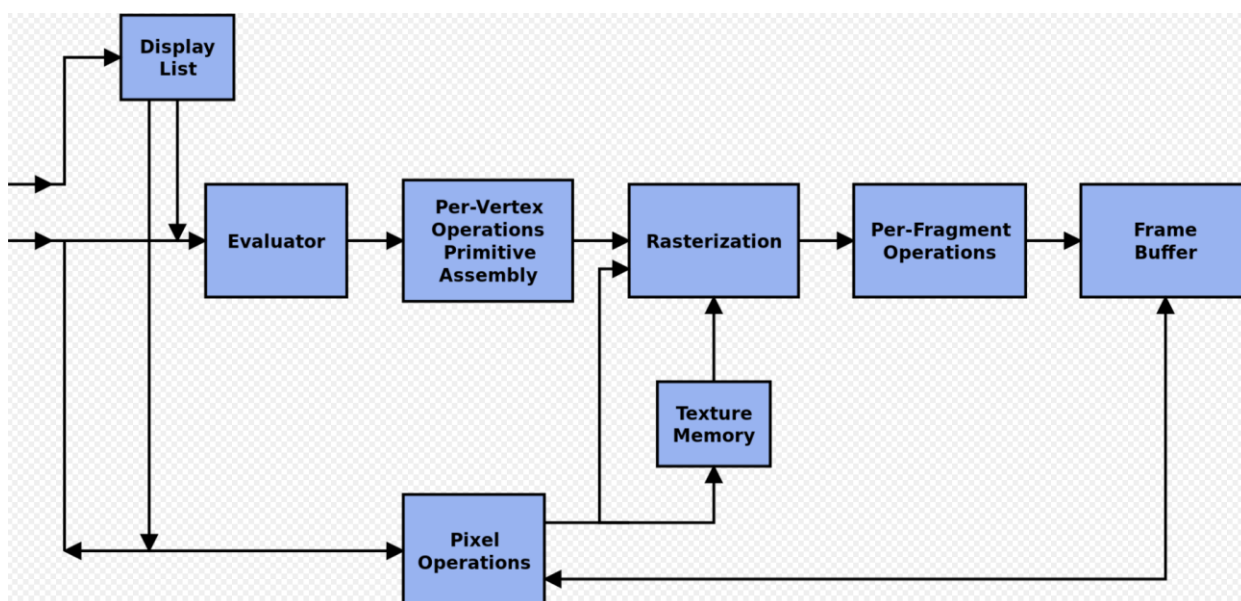 Display
List
Evaluator
Per-Vertex
Operations
Primitive
Assembly
Rasterization
Per-Fragment
Operations
Frame
Buffer
Texture
Memory
Pixel
Operations